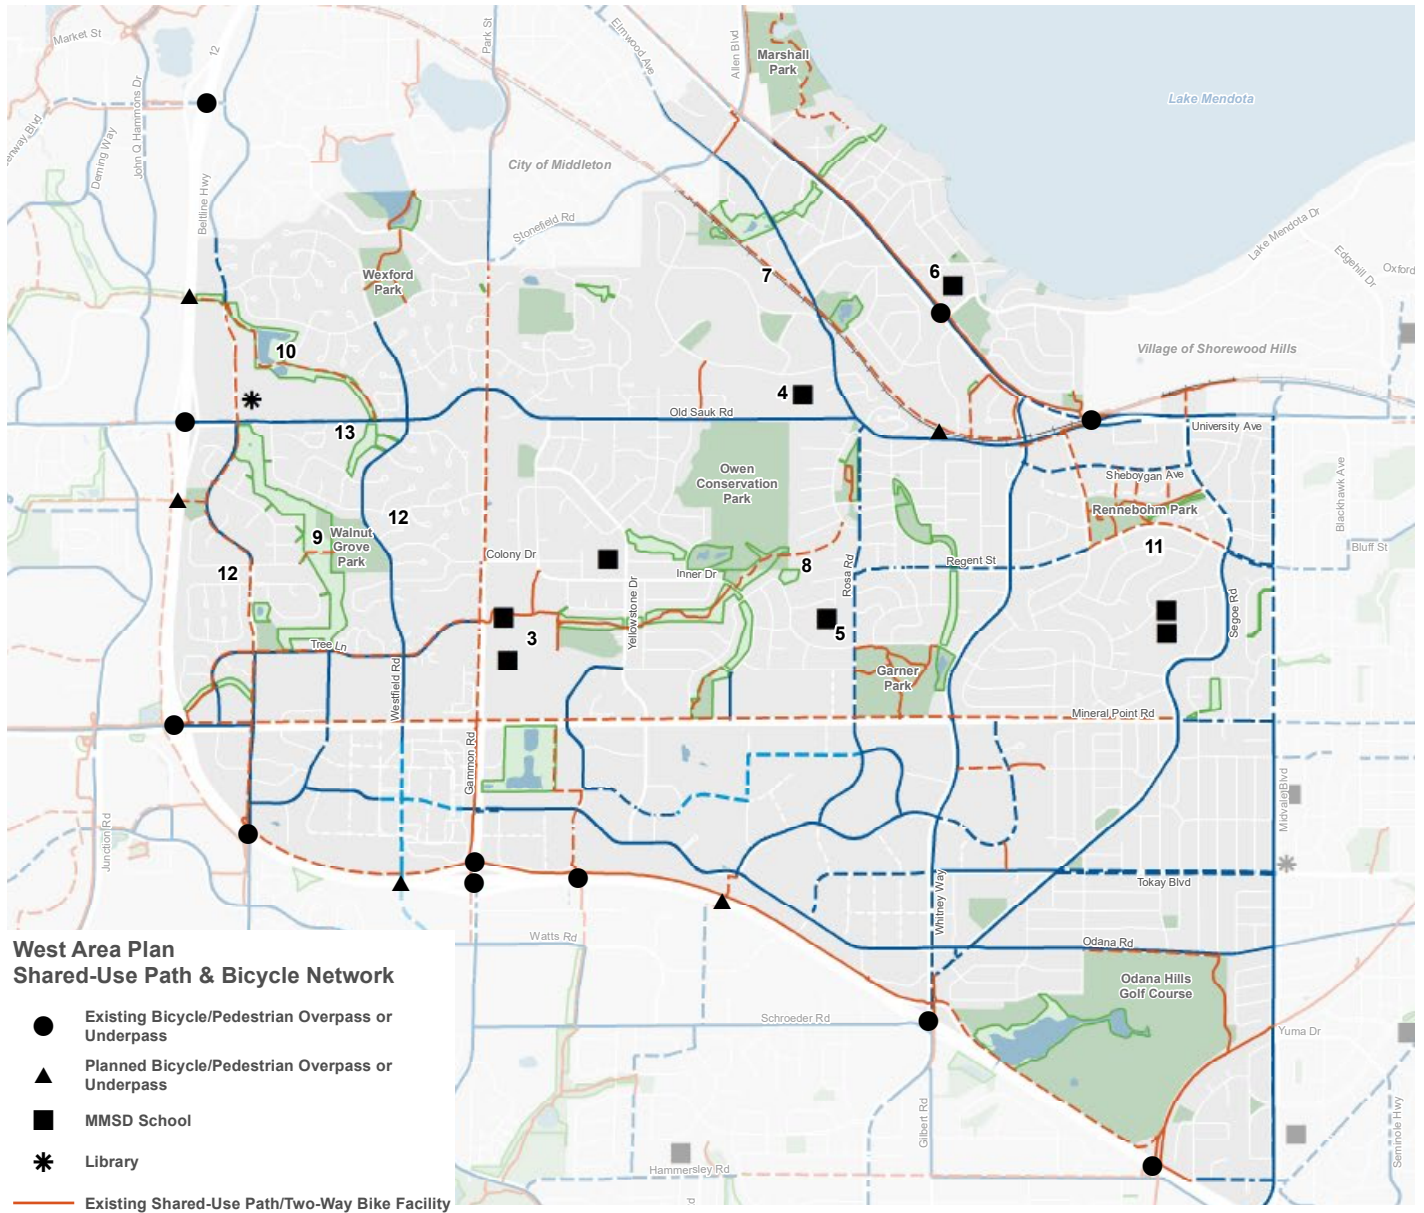 Market St
12
Park St
Elmwood Ave
Allen Blvd
Marshall
Park
Lake Mendota
John Q Hammons Dr
Deming Way
Beltline Hwy
City of Middleton
Stonefield Rd
Lake Mendota Dr
Edgehill Dr
Oxford
Wexford
Park
7
6
10
Village of Shorewood Hills
4
Old Sauk Rd
13
University Ave
Owen
Conservation
Park
Sheboygan Ave
Blackhawk Ave
Rennebohm Park
12
9
Walnut
Grove
Park
11
Bluff St
Colony Dr
Inner Dr
8
Rosa Rd
Regent St
12
Yellowstone Dr
Segoe Rd
3
5
Tree Ln
Westfield Rd
Garner
Park
Mineral Point Rd
Gammon Rd
Midvale Blvd
Junction Rd
Tokay Blvd
Whitney Way
Watts Rd
Odana Rd
Odana Hills
Golf Course
Schroeder Rd
Yuma Dr
Gilbert Rd
Seminole Hwy
Hammersley Rd
Rd
West Area Plan
Shared-Use Path & Bicycle Network
Existing Bicycle/Pedestrian Overpass or
Underpass
Planned Bicycle/Pedestrian Overpass or
Underpass
MMSD School
Library
Existing Shared-Use Path/Two-Way Bike Facility